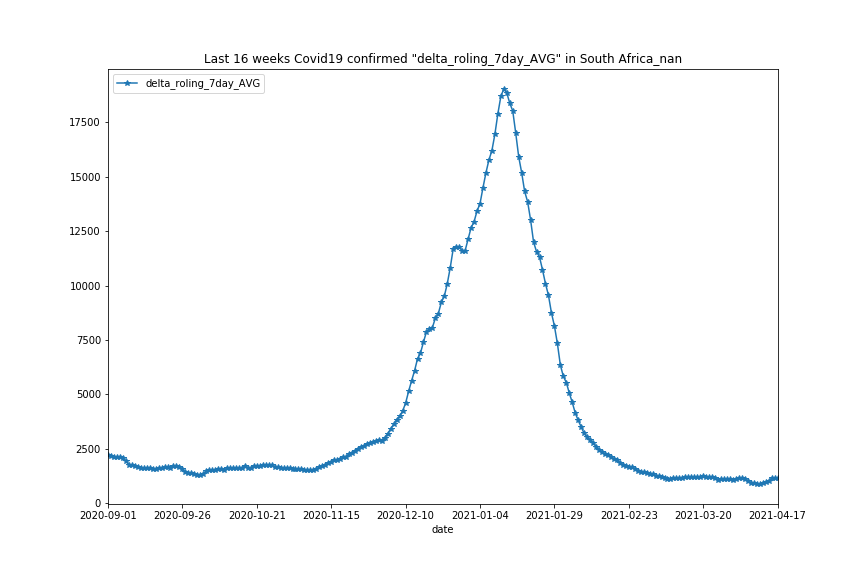 Last 16 weeks Covid19 confirmed "delta_roling_7day_AVG" in South Africa_nan
delta_roling_7day_AVG
17500
15000
12500
10000
7500
5000
2500
0
2020-09-01 2020-09-26 2020-10-21 2020-11-15 2020-12-10 2021-01-04 2021-01-29 2021-02-23 2021-03-20 2021-04-17
date